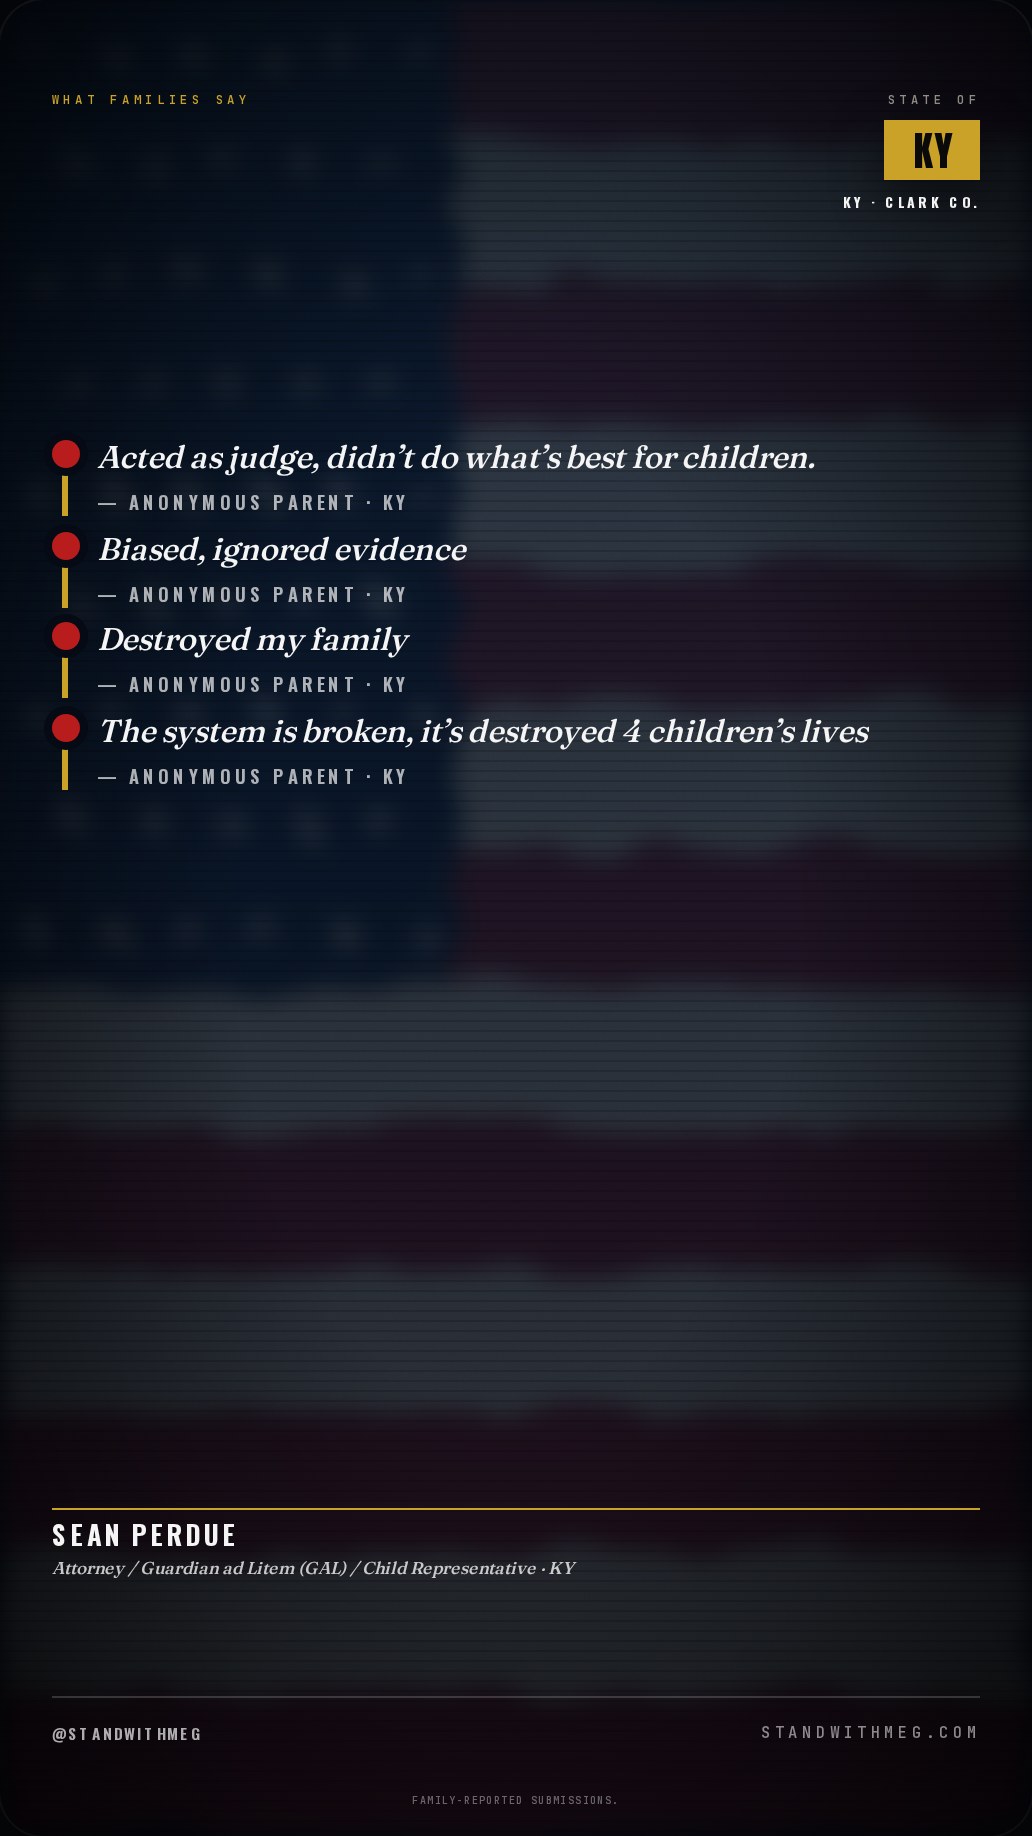 WHAT FAMILIES SAY
STATE OF
KY
KY · CLARK CO.
Acted as judge, didn’t do what’s best for children.
— ANONYMOUS PARENT · KY
Biased, ignored evidence
— ANONYMOUS PARENT · KY
Destroyed my family
— ANONYMOUS PARENT · KY
The system is broken, it’s destroyed 4 children’s lives
— ANONYMOUS PARENT · KY
SEAN PERDUE
Attorney / Guardian ad Litem (GAL) / Child Representative · KY
@STANDWITHMEG
STANDWITHMEG.COM
FAMILY-REPORTED SUBMISSIONS.